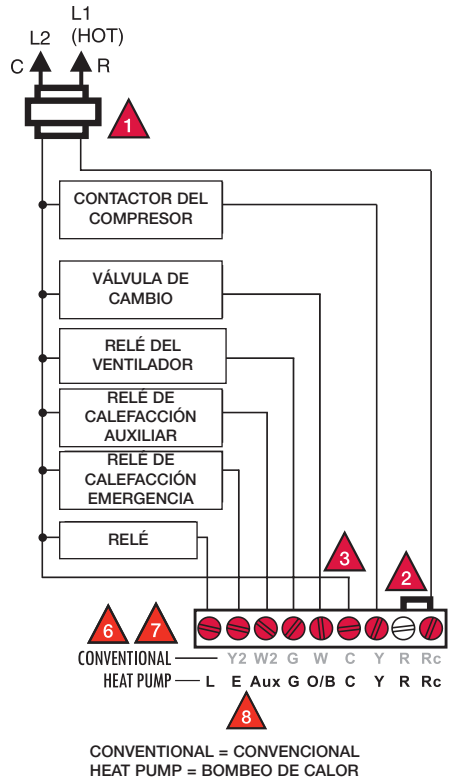 L1
L2 (HOT)
C R
1
CONTACTOR DEL
COMPRESOR
VÁLVULA DE
CAMBIO
RELÉ DEL
VENTILADOR
RELÉ DE
CALEFACCIÓN
AUXILIAR
RELÉ DE
CALEFACCIÓN
EMERGENCIA
RELÉ
3
2
6 7
CONVENTIONAL Y2 W2 G W C Y R Rc
HEAT PUMP L E Aux G O/B C Y R Rc
8
CONVENTIONAL = CONVENCIONAL
HEAT PUMP = BOMBEO DE CALOR